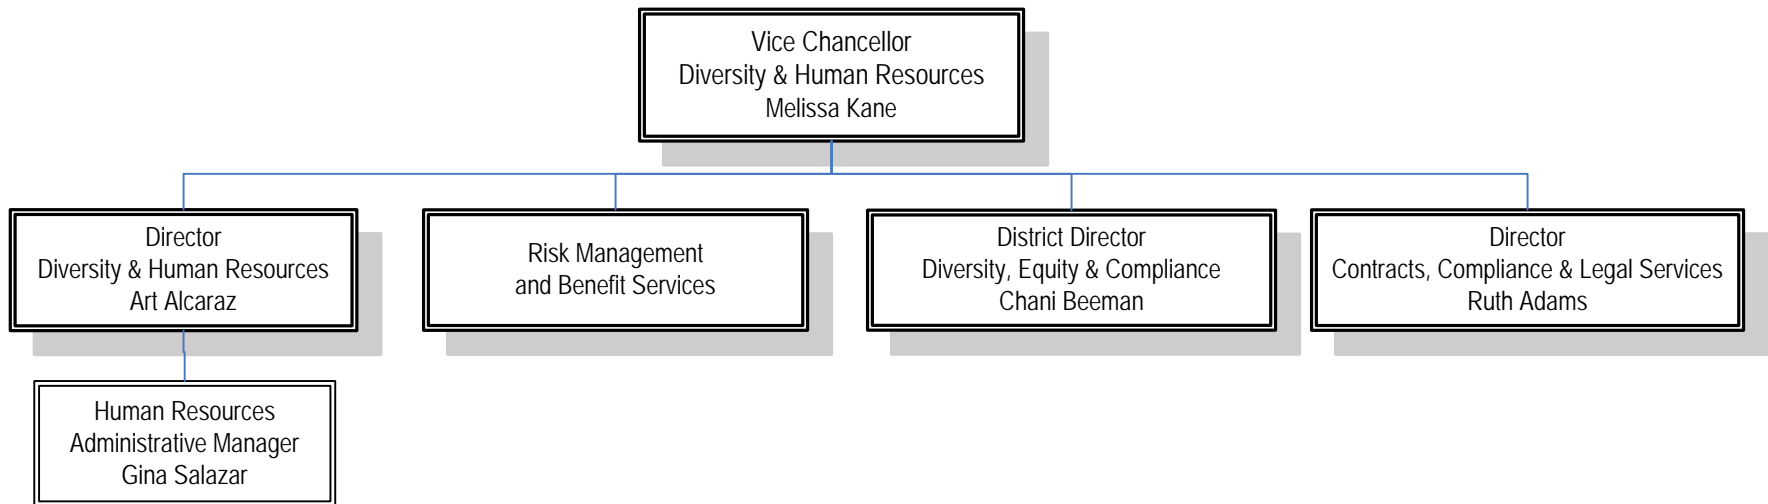 Vice Chancellor
Diversity & Human Resources
Melissa Kane
Director
Diversity & Human Resources
Art Alcaraz
Risk Management
and Benefit Services
District Director
Diversity, Equity & Compliance
Chani Beeman
Director
Contracts, Compliance & Legal Services
Ruth Adams
Human Resources
Administrative Manager
Gina Salazar